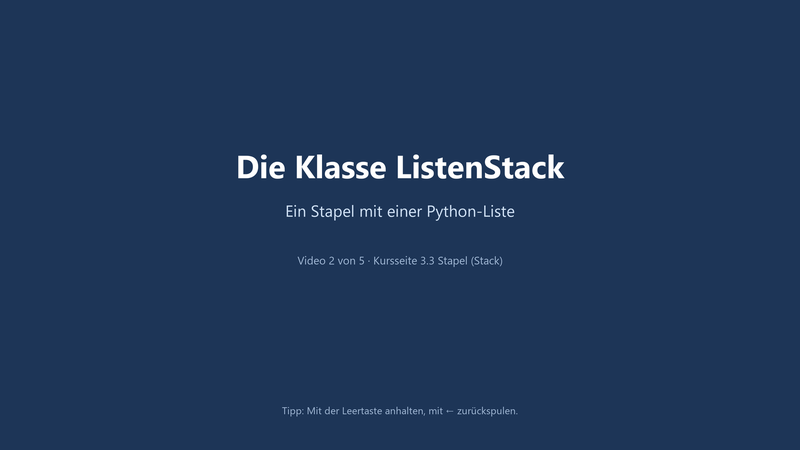 Die Klasse ListenStack
Ein Stapel mit einer Python-Liste
Video 2 von 5 · Kursseite 3.3 Stapel (Stack)
Tipp: Mit der Leertaste anhalten, mit ← zurückspulen.